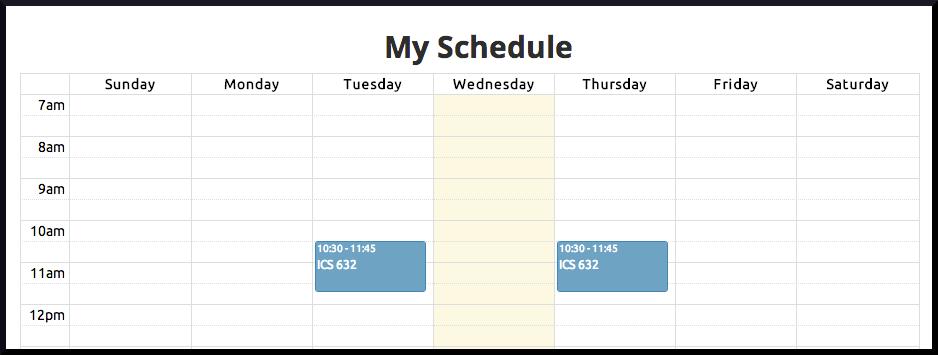 My Schedule
Sunday Monday Tuesday Wednesday Thursday Friday Saturday
7am
8am
9am
10am
10:30 - 11:45 10:30 - 11:45
ICS 632 ICS 632
11am
12pm